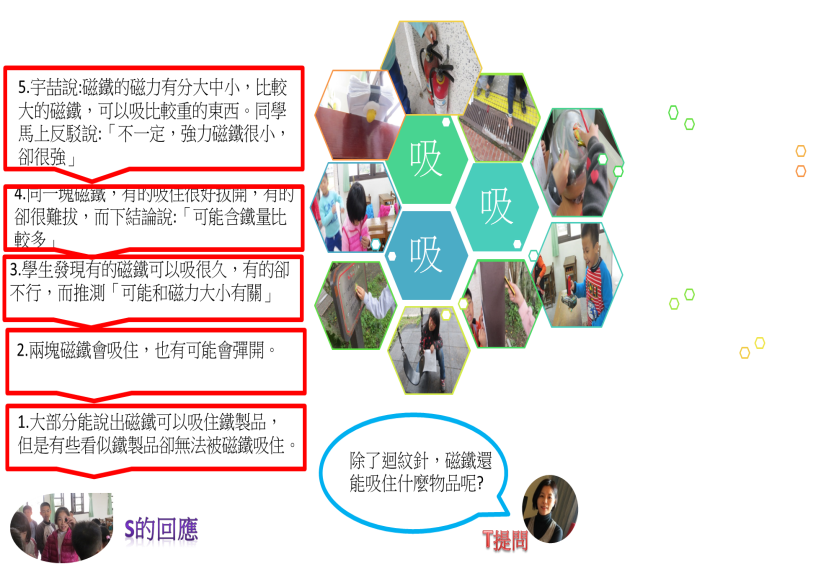 5.宇喆說:磁鐵的磁力有分大中小，比較
大的磁鐵，可以吸比較重的東西。同學
馬上反駁說:「不一定，強力磁鐵很小，
卻很強」
4.同一塊磁鐵，有的吸住很好拔開，有的
卻很難拔，而下結論說:「可能含鐵量比
較多」
3.學生發現有的磁鐵可以吸很久，有的卻
不行，而推測「可能和磁力大小有關」
2.兩塊磁鐵會吸住，也有可能會彈開。
1.大部分能說出磁鐵可以吸住鐵製品，
但是有些看似鐵製品卻無法被磁鐵吸住。
S的回應
吸
吸
吸
除了迴紋針，磁鐵還
能吸住什麼物品呢?
T提問